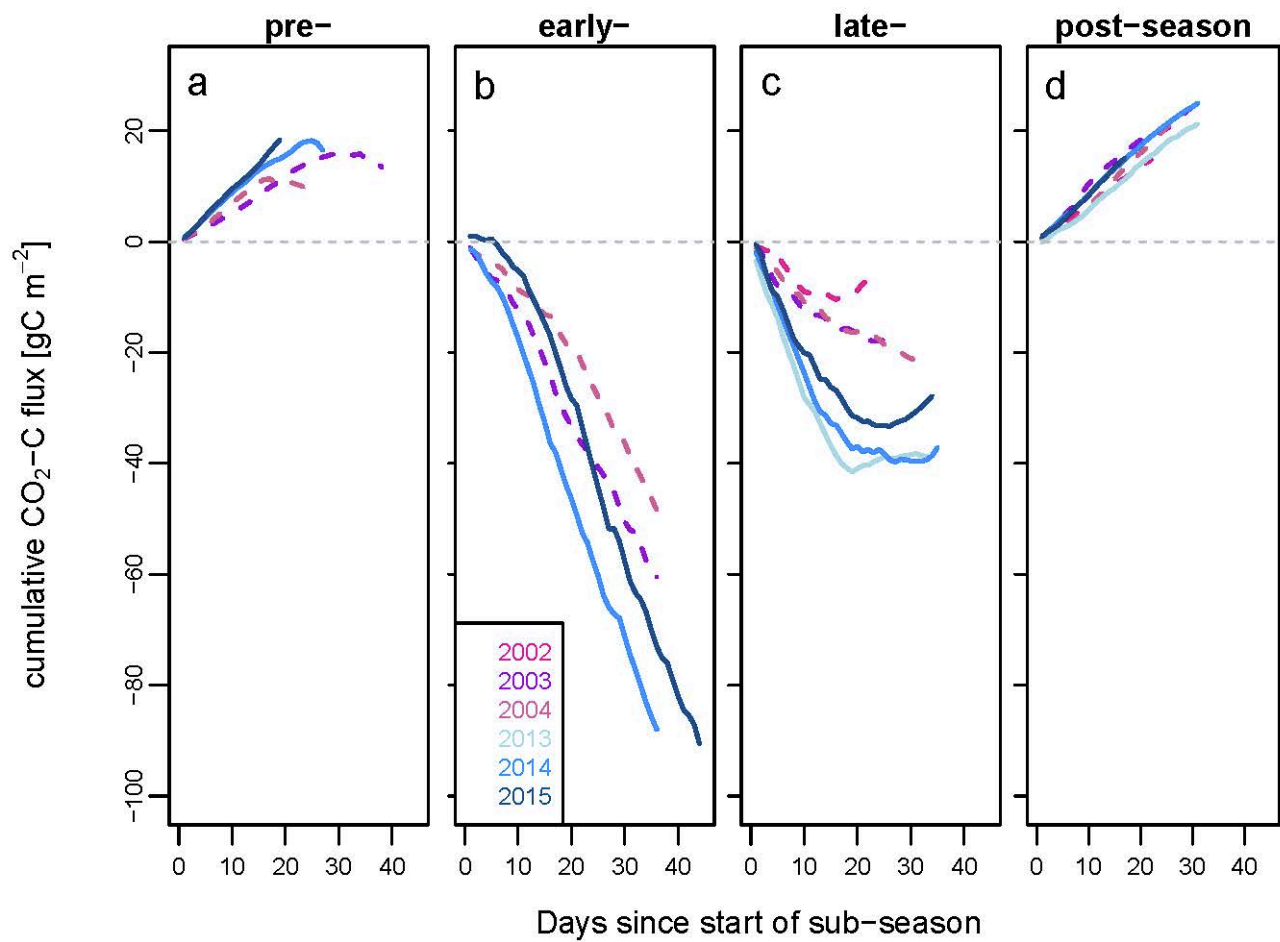 pre− early− late− post−season
a b c d
cumulative CO₂−C flux [gC m⁻²]
20
0
−20
−40
−60
−80
−100
2002
2003
2004
2013
2014
2015
0 10 20 30 40 0 10 20 30 40 0 10 20 30 40 0 10 20 30 40
Days since start of sub−season